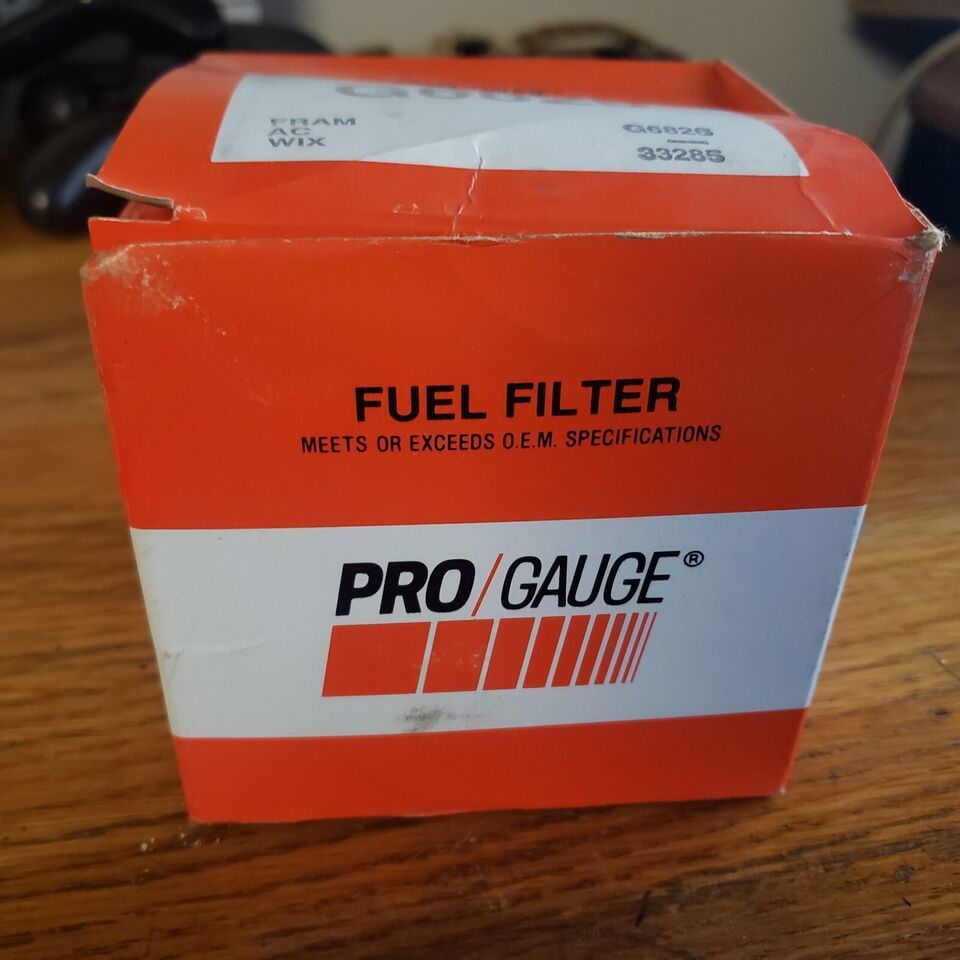 FRAM G6826
AC —
WIX 33285
FUEL FILTER
MEETS OR EXCEEDS O.E.M. SPECIFICATIONS
PRO/GAUGE®